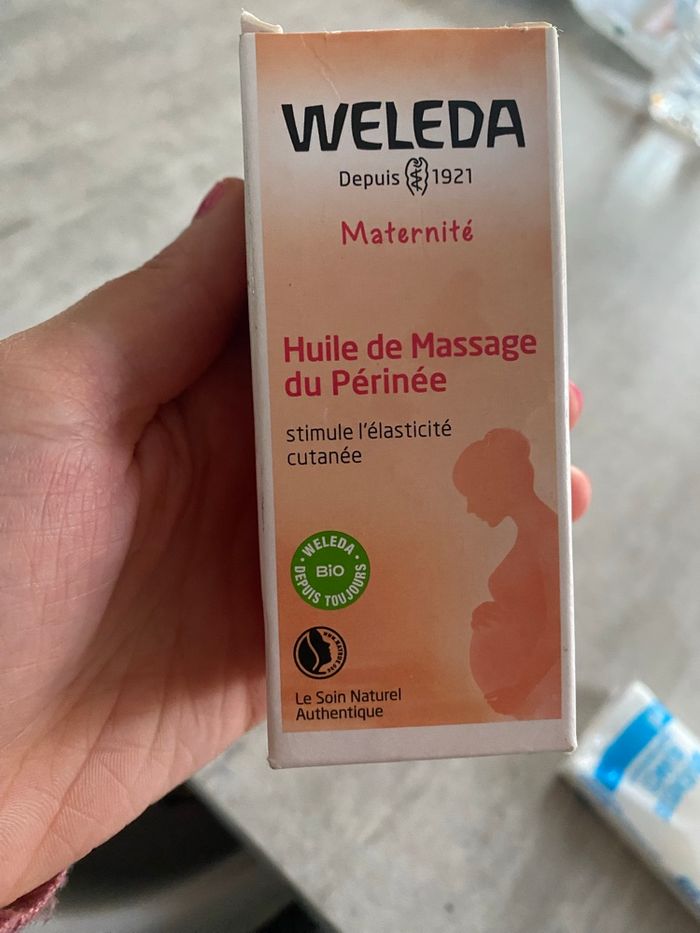 WELEDA
Depuis 1921
Maternité
Huile de Massage
du Périnée
stimule l'élasticité
cutanée
WELEDA
BiO
DEPUIS TOUJOURS
Le Soin Naturel
Authentique